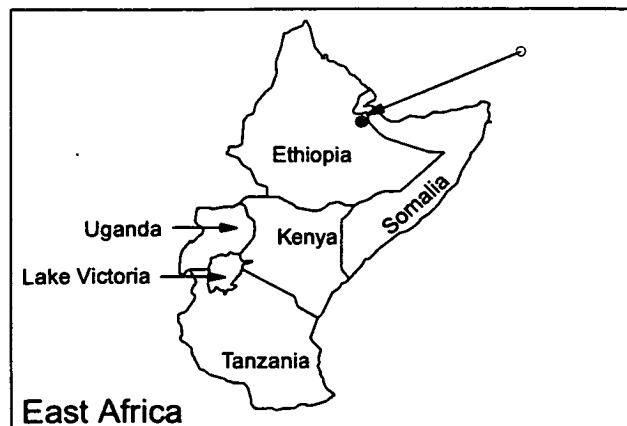 Ethiopia
Somalia
Uganda
Kenya
Lake Victoria
Tanzania
East Africa